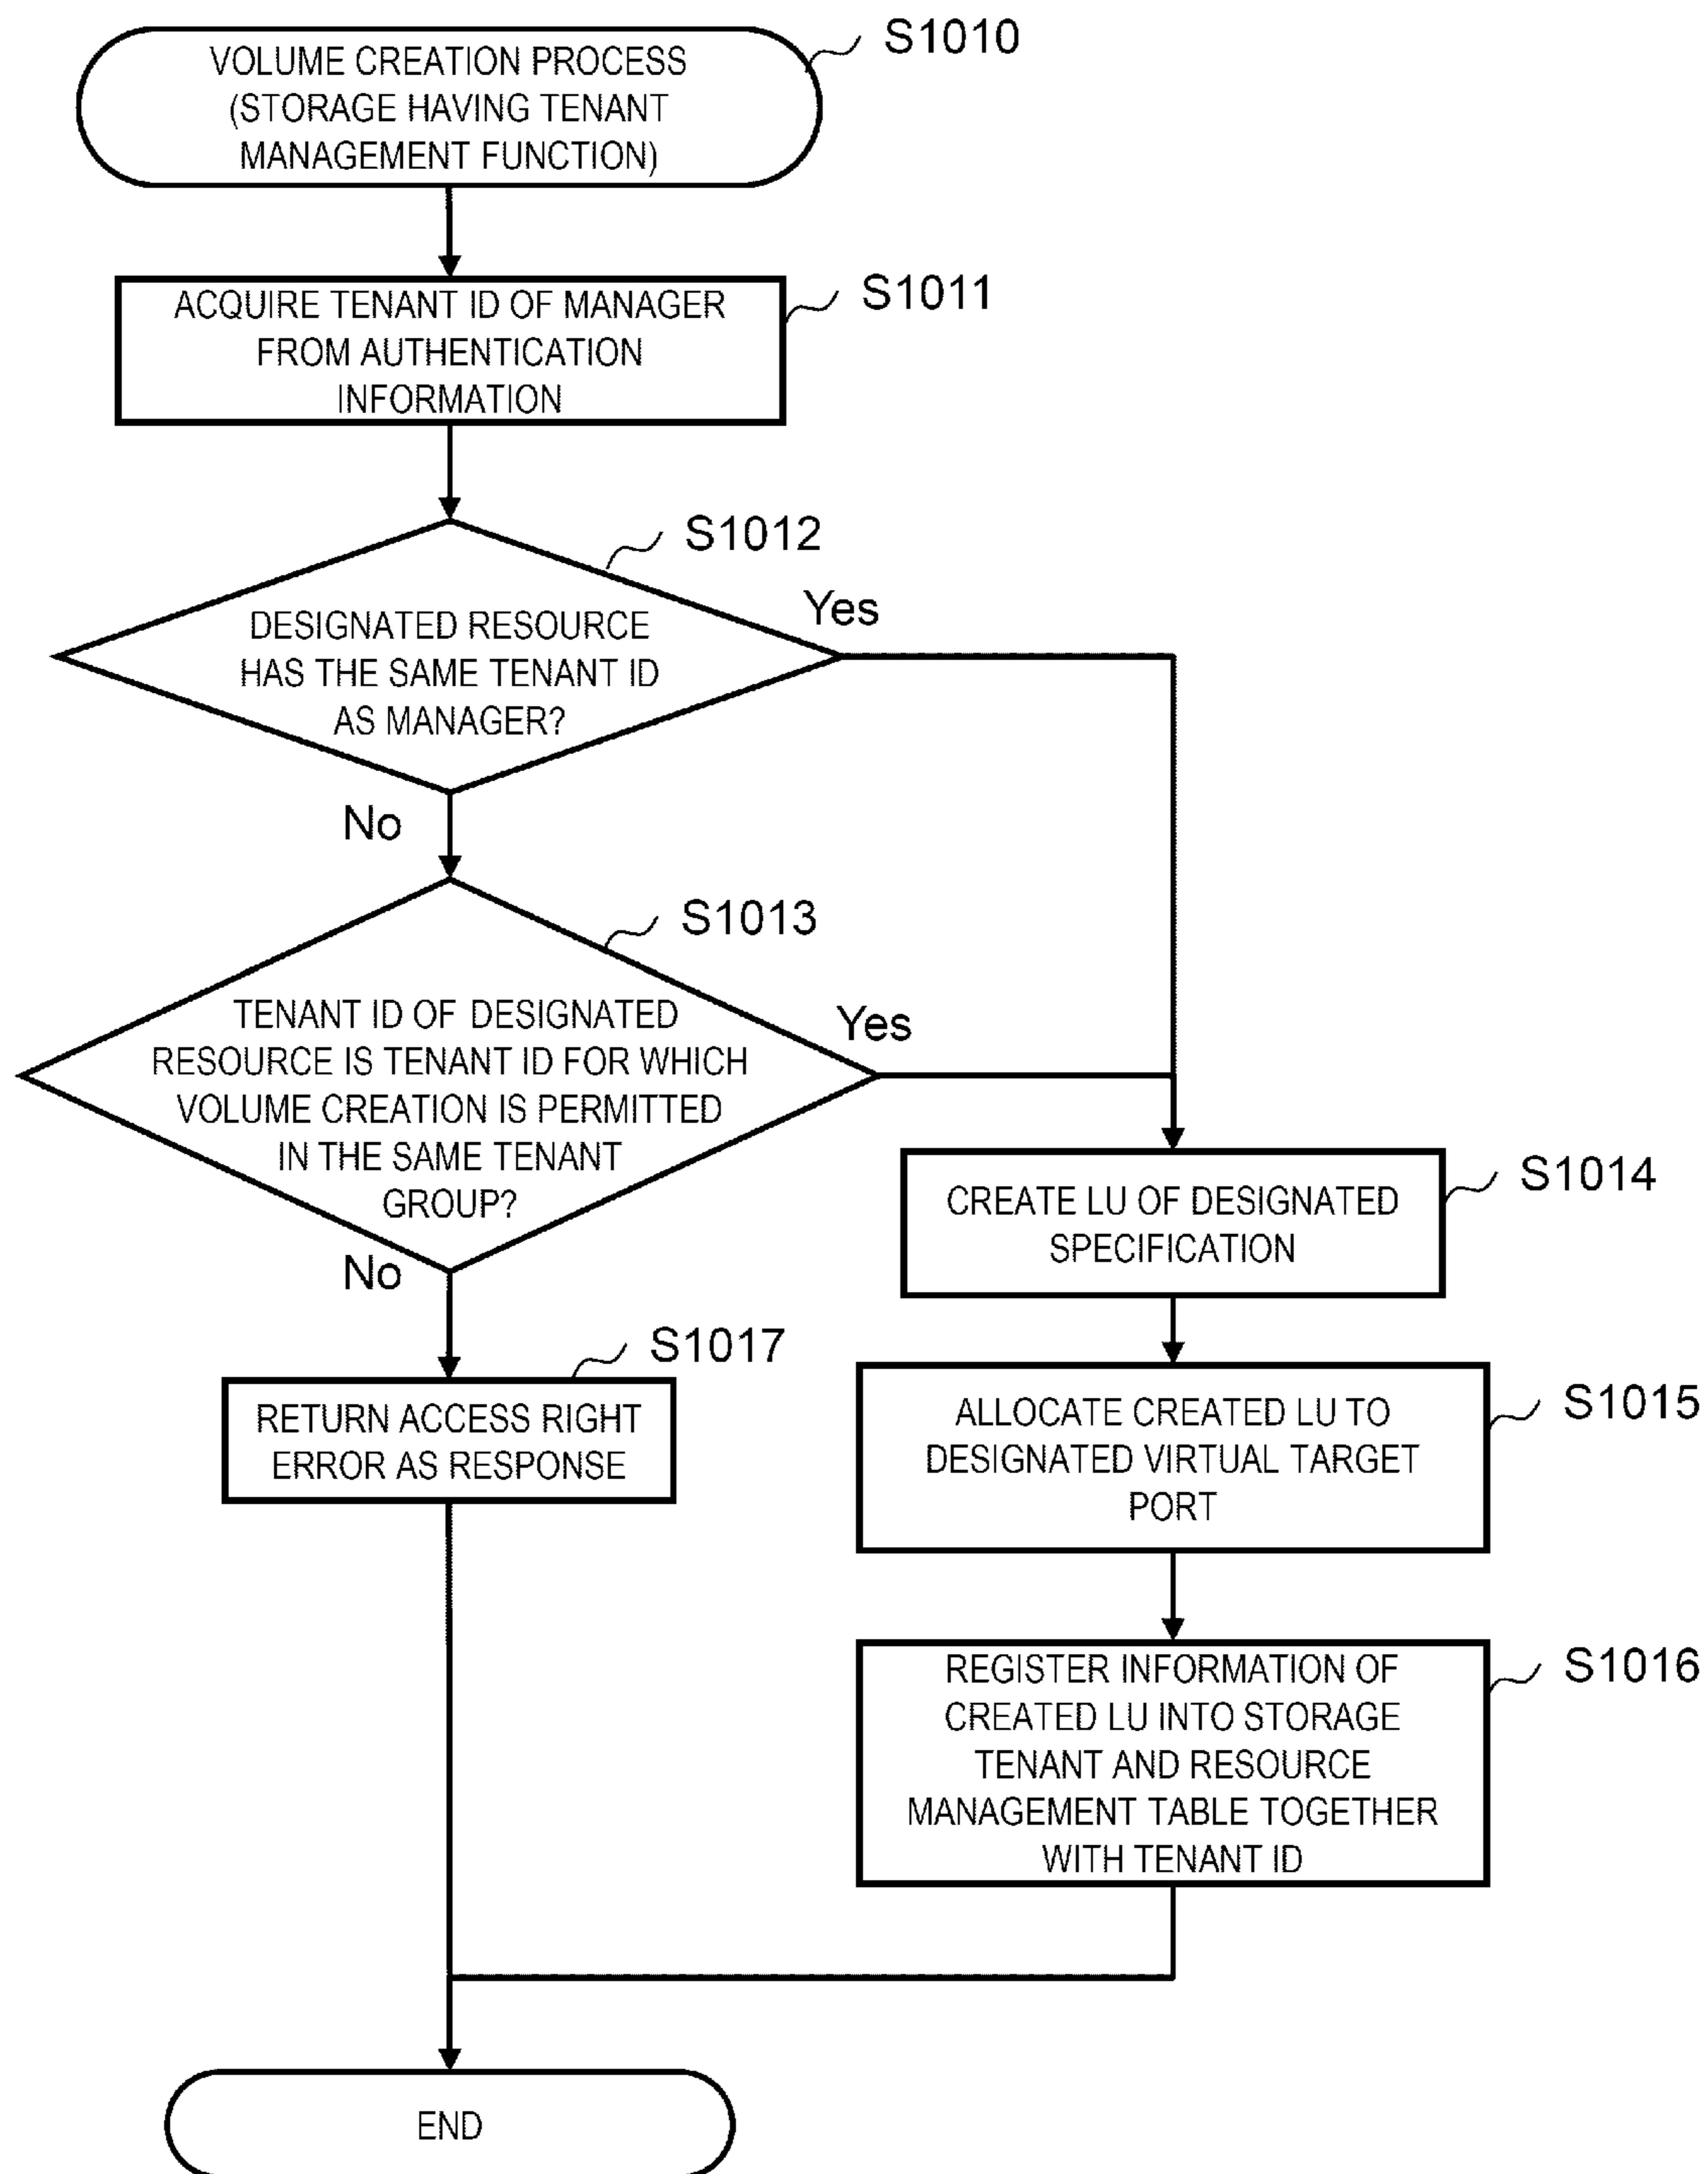 VOLUME CREATION PROCESS
(STORAGE HAVING TENANT
MANAGEMENT FUNCTION)
S1010
ACQUIRE TENANT ID OF MANAGER
FROM AUTHENTICATION
INFORMATION
S1011
DESIGNATED RESOURCE
HAS THE SAME TENANT ID
AS MANAGER?
S1012
Yes
No
TENANT ID OF DESIGNATED
RESOURCE IS TENANT ID FOR WHICH
VOLUME CREATION IS PERMITTED
IN THE SAME TENANT
GROUP?
S1013
Yes
No
CREATE LU OF DESIGNATED
SPECIFICATION
S1014
RETURN ACCESS RIGHT
ERROR AS RESPONSE
S1017
ALLOCATE CREATED LU TO
DESIGNATED VIRTUAL TARGET
PORT
S1015
REGISTER INFORMATION OF
CREATED LU INTO STORAGE
TENANT AND RESOURCE
MANAGEMENT TABLE TOGETHER
WITH TENANT ID
S1016
END